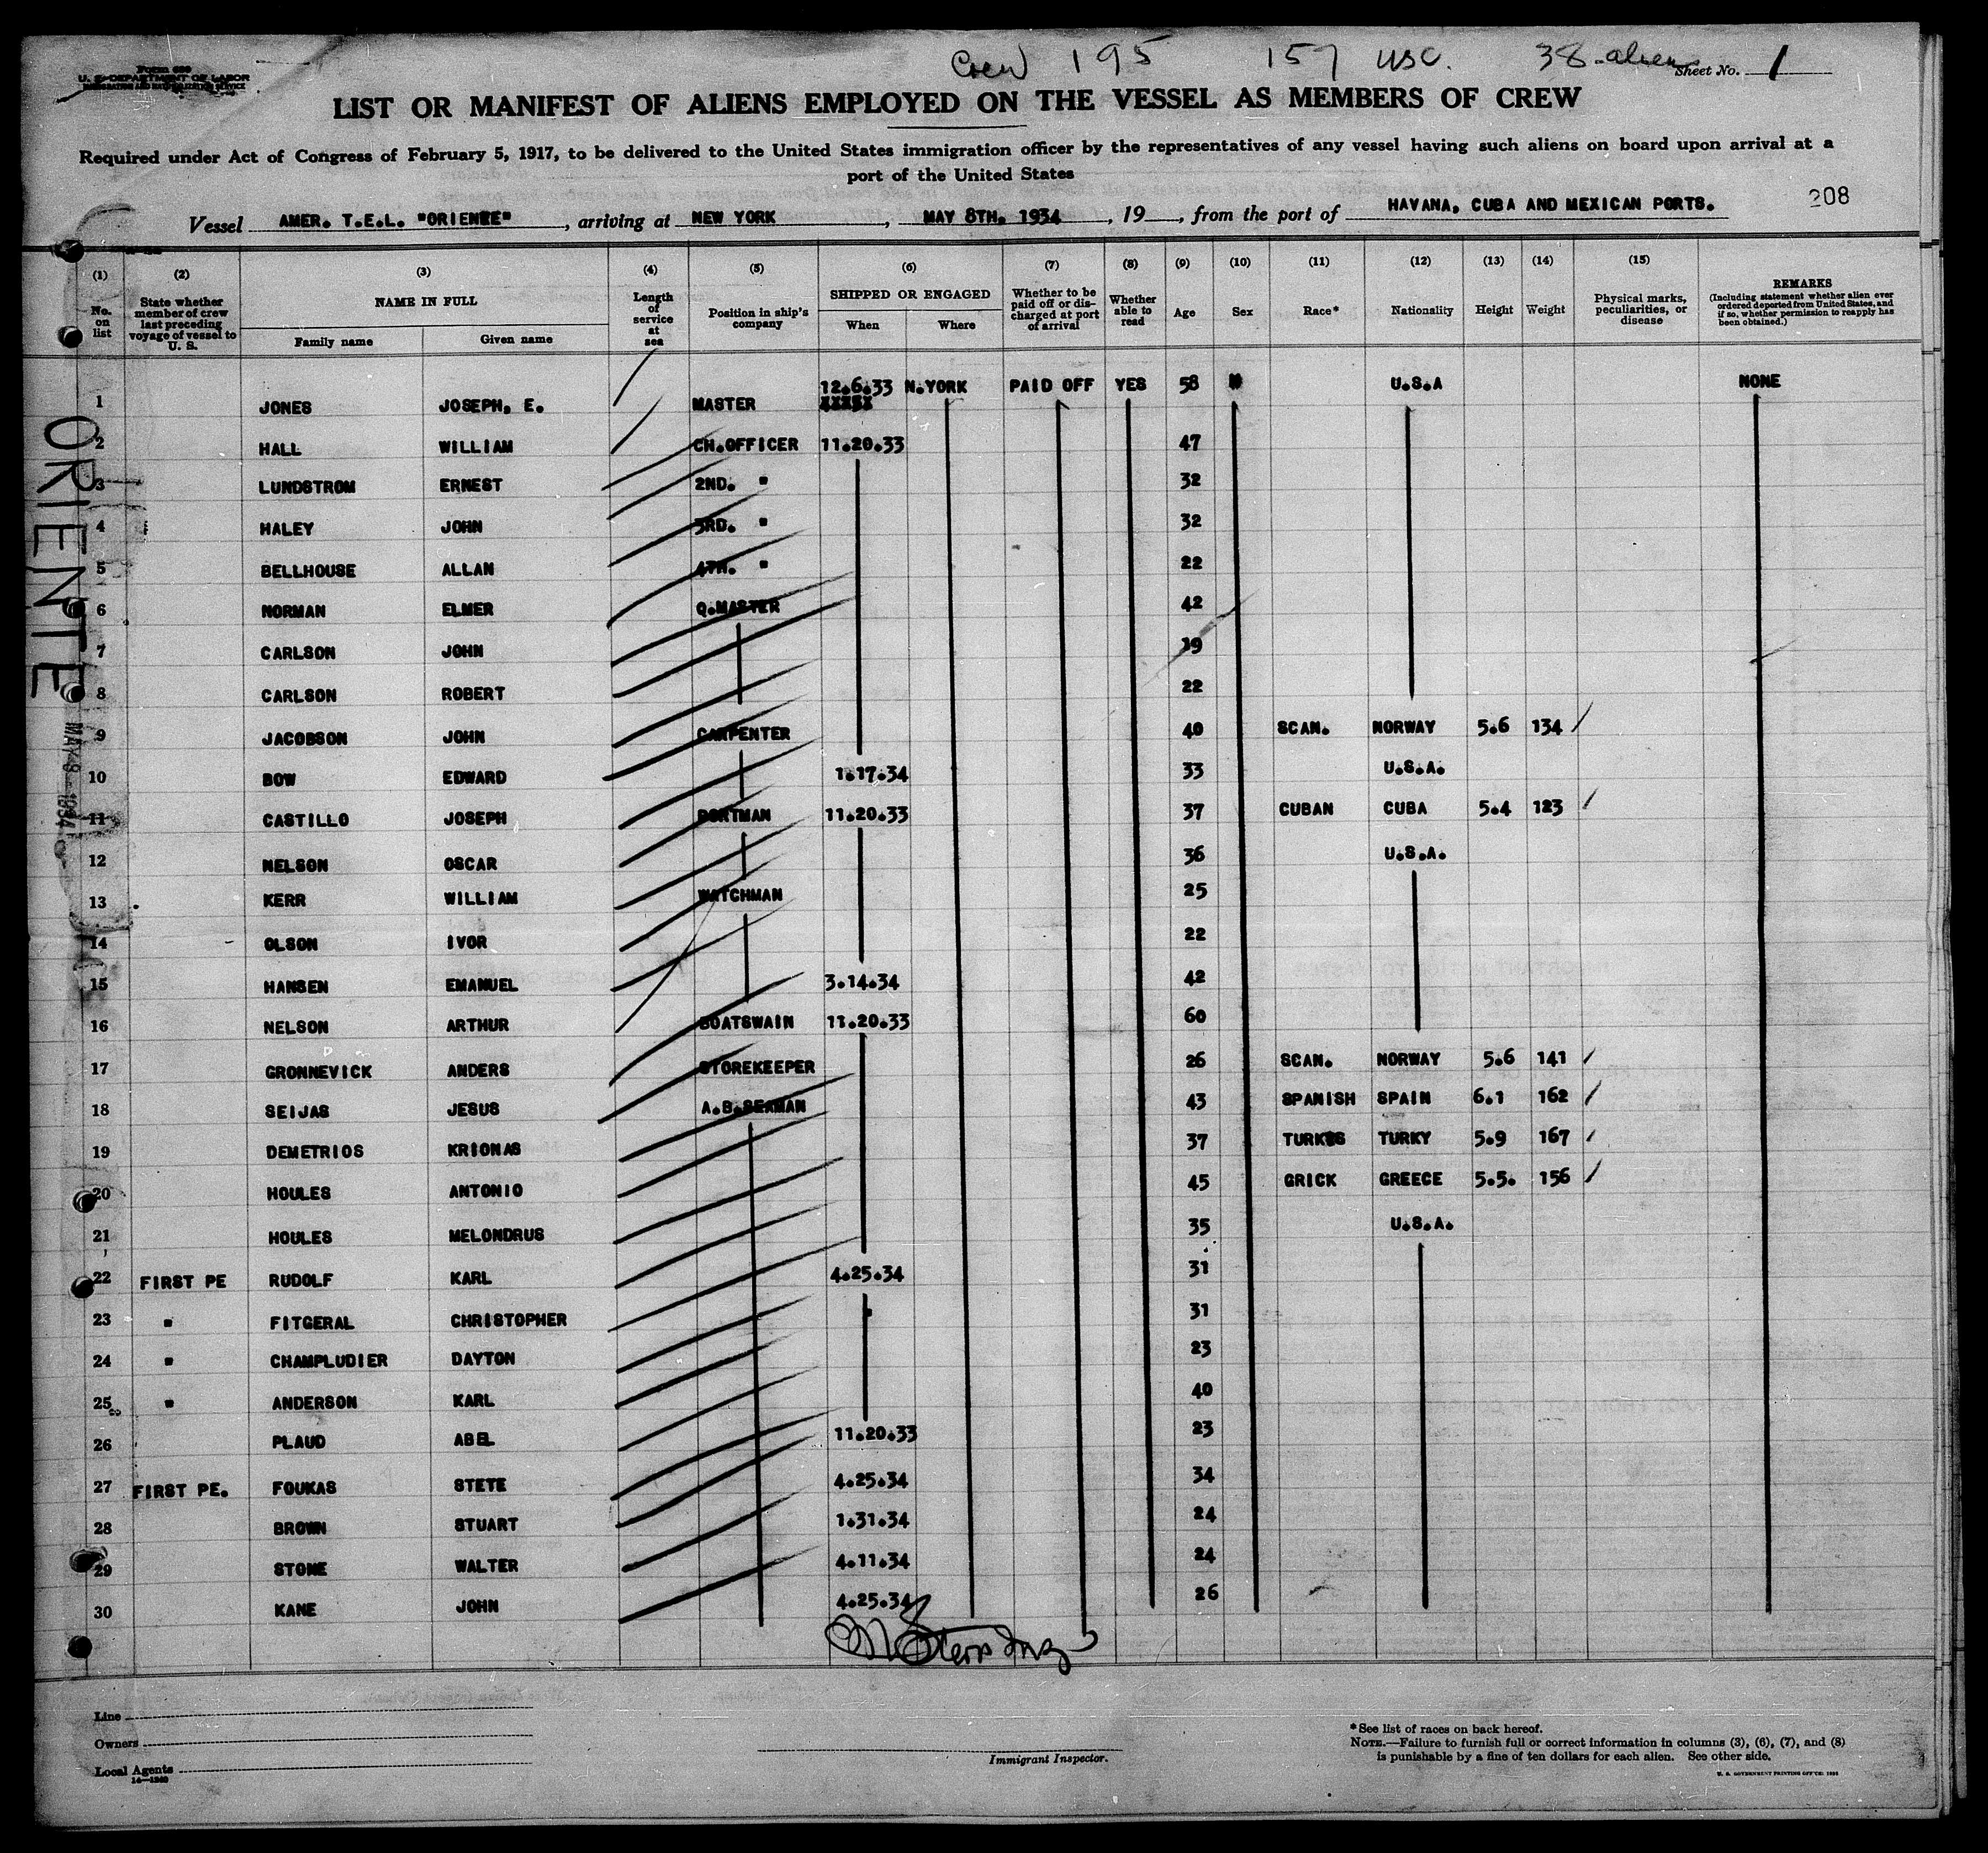 Crew 195 157 USC. 38 alien
Form 680
U. S. DEPARTMENT OF LABOR
IMMIGRATION AND NATURALIZATION SERVICE
Sheet No. 1
LIST OR MANIFEST OF ALIENS EMPLOYED ON THE VESSEL AS MEMBERS OF CREW
Required under Act of Congress of February 5, 1917, to be delivered to the United States immigration officer by the representatives of any vessel having such aliens on board upon arrival at a
port of the United States
208
Vessel AMER. T.E.L. "ORIENTE", arriving at NEW YORK, MAY 8TH. 1934, 19, from the port of HAVANA, CUBA AND MEXICAN PORTS.
(1) (2) (3) (4) (5) (6) (7) (8) (9) (10) (11) (12) (13) (14) (15)
No. on list
State whether member of crew last preceding voyage of vessel to U. S.
NAME IN FULL
Family name Given name
Length of service at sea
Position in ship's company
SHIPPED OR ENGAGED
When Where
Whether to be paid off or discharged at port of arrival
Whether able to read
Age Sex Race* Nationality Height Weight
Physical marks, peculiarities, or disease
REMARKS
(Including statement whether alien ever ordered deported from United States, and if so, whether permission to reapply has been obtained.)
1 JONES JOSEPH, E. MASTER 12.6.33 N.YORK PAID OFF YES 58 M U.S.A NONE
XXXXX
2 HALL WILLIAM CH.OFFICER 11.20.33 47
3 LUNDSTROM ERNEST 2ND. " 32
4 HALEY JOHN 3RD. " 32
5 BELLHOUSE ALLAN 4TH. " 22
6 NORMAN ELMER Q.MASTER 42
7 CARLSON JOHN 19
8 CARLSON ROBERT 22
9 JACOBSON JOHN CARPENTER 40 SCAN. NORWAY 5.6 134
10 BOW EDWARD 1.17.34 33 U.S.A.
11 CASTILLO JOSEPH PORTMAN 11.20.33 37 CUBAN CUBA 5.4 123
12 NELSON OSCAR 36 U.S.A.
13 KERR WILLIAM WATCHMAN 25
14 OLSON IVOR 22
15 HANSEN EMANUEL 3.14.34 42
16 NELSON ARTHUR BOATSWAIN 11.20.33 60
17 GRONNEVICK ANDERS STOREKEEPER 26 SCAN. NORWAY 5.6 141
18 SEIJAS JESUS A.B.SEAMAN 43 SPANISH SPAIN 6.1 162
19 DEMETRIOS KRIONAS 37 TURKSS TURKY 5.9 167
20 HOULES ANTONIO 45 GRICK GREECE 5.5. 156
21 HOULES MELONDRUS 35 U.S.A.
22 FIRST PE RUDOLF KARL 4.25.34 31
23 " FITGERAL CHRISTOPHER 31
24 " CHAMPLUDIER DAYTON 23
25 " ANDERSON KARL 40
26 PLAUD ABEL 11.20.33 23
27 FIRST PE. FOUKAS STETE 4.25.34 34
28 BROWN STUART 1.31.34 24
29 STONE WALTER 4.11.34 24
30 KANE JOHN 4.25.34 26
ORIENTE
MAY 9 1934
Line
Owners
Local Agents
Immigrant Inspector.
*See list of races on back hereof.
NOTE.—Failure to furnish full or correct information in columns (3), (6), (7), and (8)
is punishable by a fine of ten dollars for each alien. See other side.